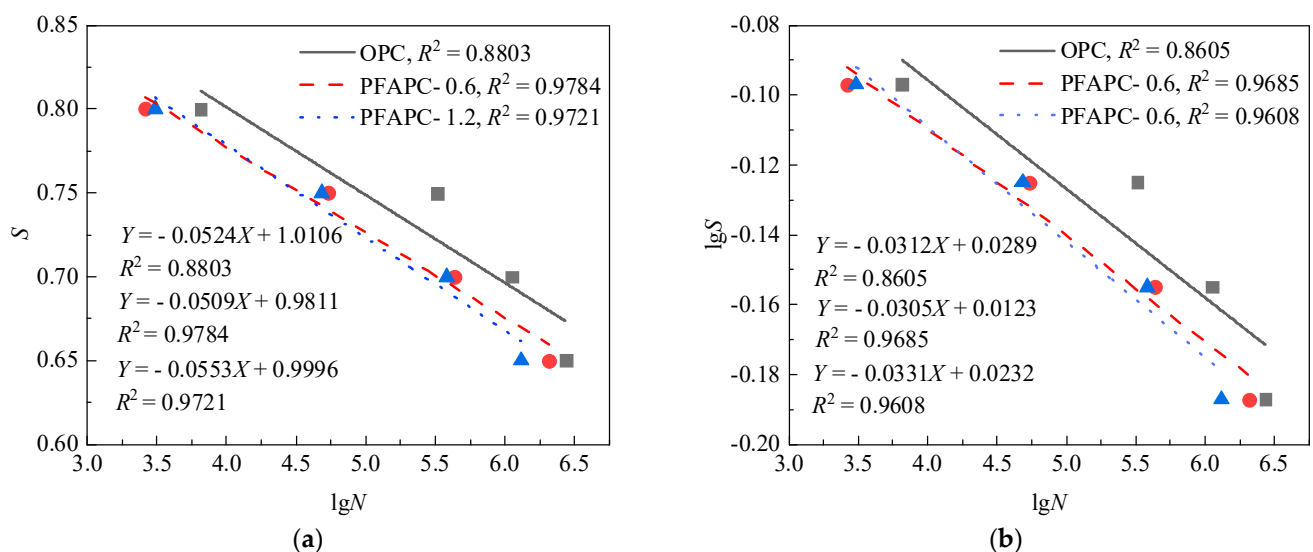 0.85
0.80
0.75
0.70
0.65
0.60
S
OPC, R² = 0.8803
PFAPC- 0.6, R² = 0.9784
PFAPC- 1.2, R² = 0.9721
Y = - 0.0524X + 1.0106
R² = 0.8803
Y = - 0.0509X + 0.9811
R² = 0.9784
Y = - 0.0553X + 0.9996
R² = 0.9721
3.0 3.5 4.0 4.5 5.0 5.5 6.0 6.5
lgN
(a)
-0.08
-0.10
-0.12
-0.14
-0.16
-0.18
-0.20
lgS
OPC, R² = 0.8605
PFAPC- 0.6, R² = 0.9685
PFAPC- 0.6, R² = 0.9608
Y = - 0.0312X + 0.0289
R² = 0.8605
Y = - 0.0305X + 0.0123
R² = 0.9685
Y = - 0.0331X + 0.0232
R² = 0.9608
3.0 3.5 4.0 4.5 5.0 5.5 6.0 6.5
lgN
(b)